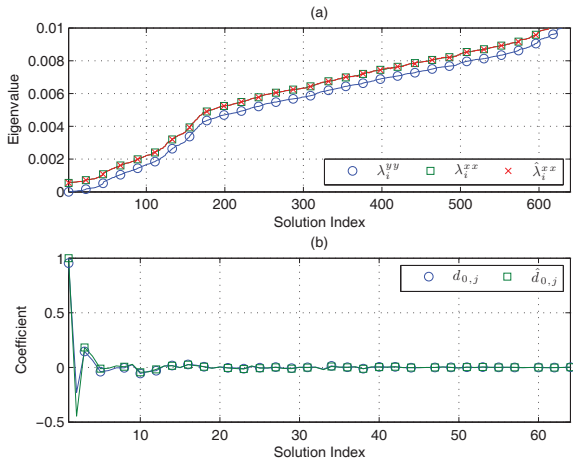 (a)
0.01
0.008
0.006
0.004
0.002
0
Eigenvalue
100 200 300 400 500 600
Solution Index
λ_i^{yy} λ_i^{xx} λ̂_i^{xx}
(b)
1
0.5
0
−0.5
Coefficient
10 20 30 40 50 60
Solution Index
d_{0,j} d̂_{0,j}